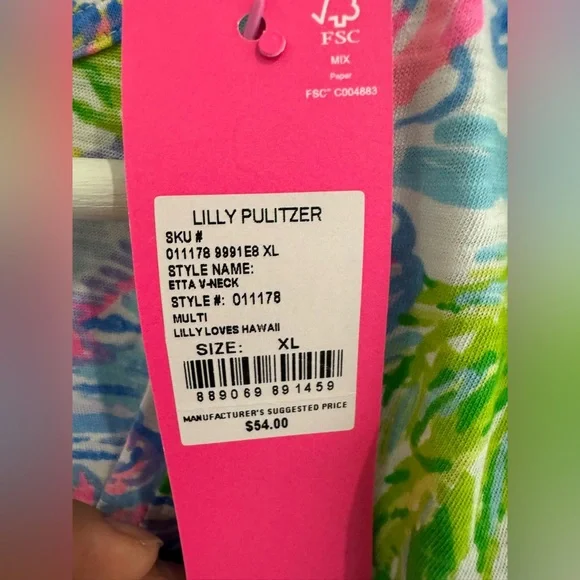 FSC
MIX
Paper
FSC™ C004883
LILLY PULITZER
SKU #
011178 9991E8 XL
STYLE NAME:
ETTA V-NECK
STYLE #: 011178
MULTI
LILLY LOVES HAWAII
SIZE: XL
889069 891459
MANUFACTURER'S SUGGESTED PRICE
$54.00